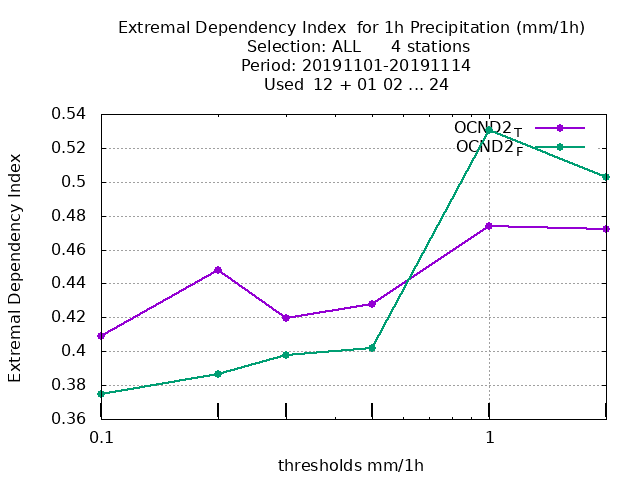 Extremal Dependency Index  for 1h Precipitation (mm/1h)
Selection: ALL      4 stations
Period: 20191101-20191114
Used  12 + 01 02 ... 24
OCND2T
OCND2F
0.54
0.52
0.5
0.48
0.46
0.44
0.42
0.4
0.38
0.36
Extremal Dependency Index
0.1
1
thresholds mm/1h